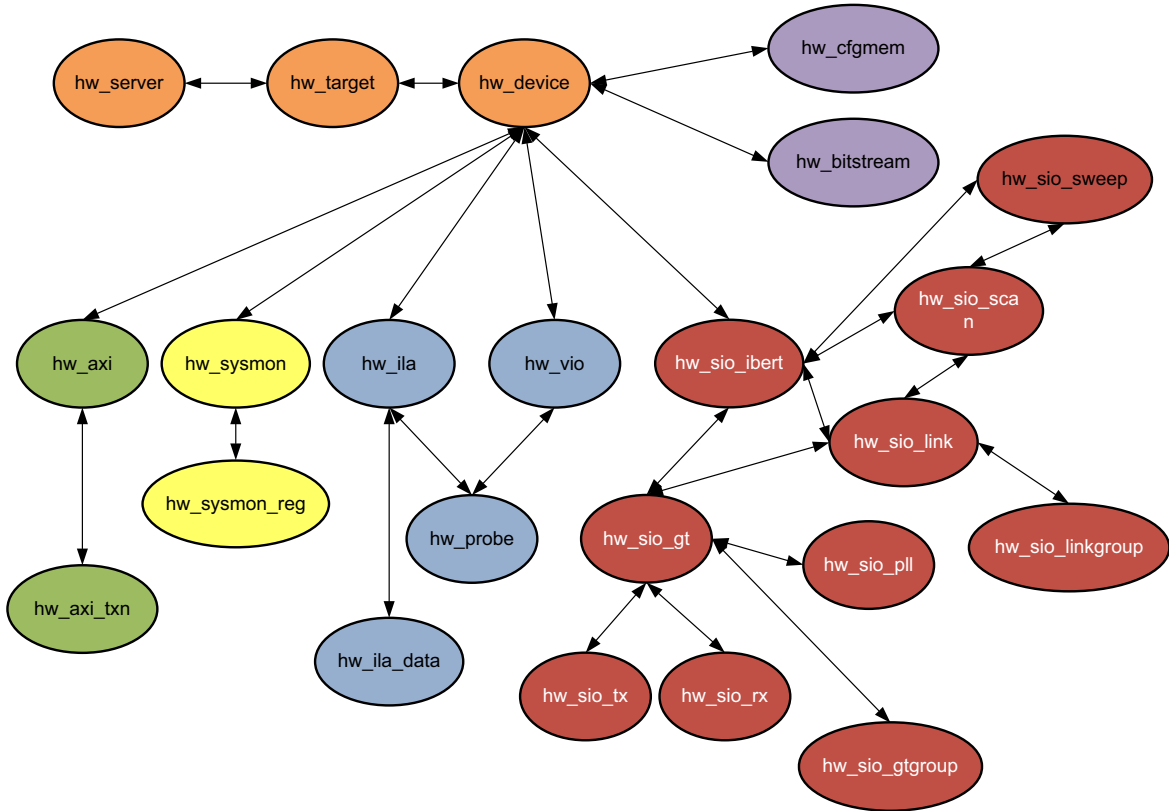 hw_cfgmem
hw_server
hw_target
hw_device
hw_bitstream
hw_sio_sweep
hw_sio_sca
n
hw_axi
hw_sysmon
hw_ila
hw_vio
hw_sio_ibert
hw_sio_link
hw_sysmon_reg
hw_probe
hw_sio_gt
hw_sio_linkgroup
hw_sio_pll
hw_axi_txn
hw_ila_data
hw_sio_tx
hw_sio_rx
hw_sio_gtgroup